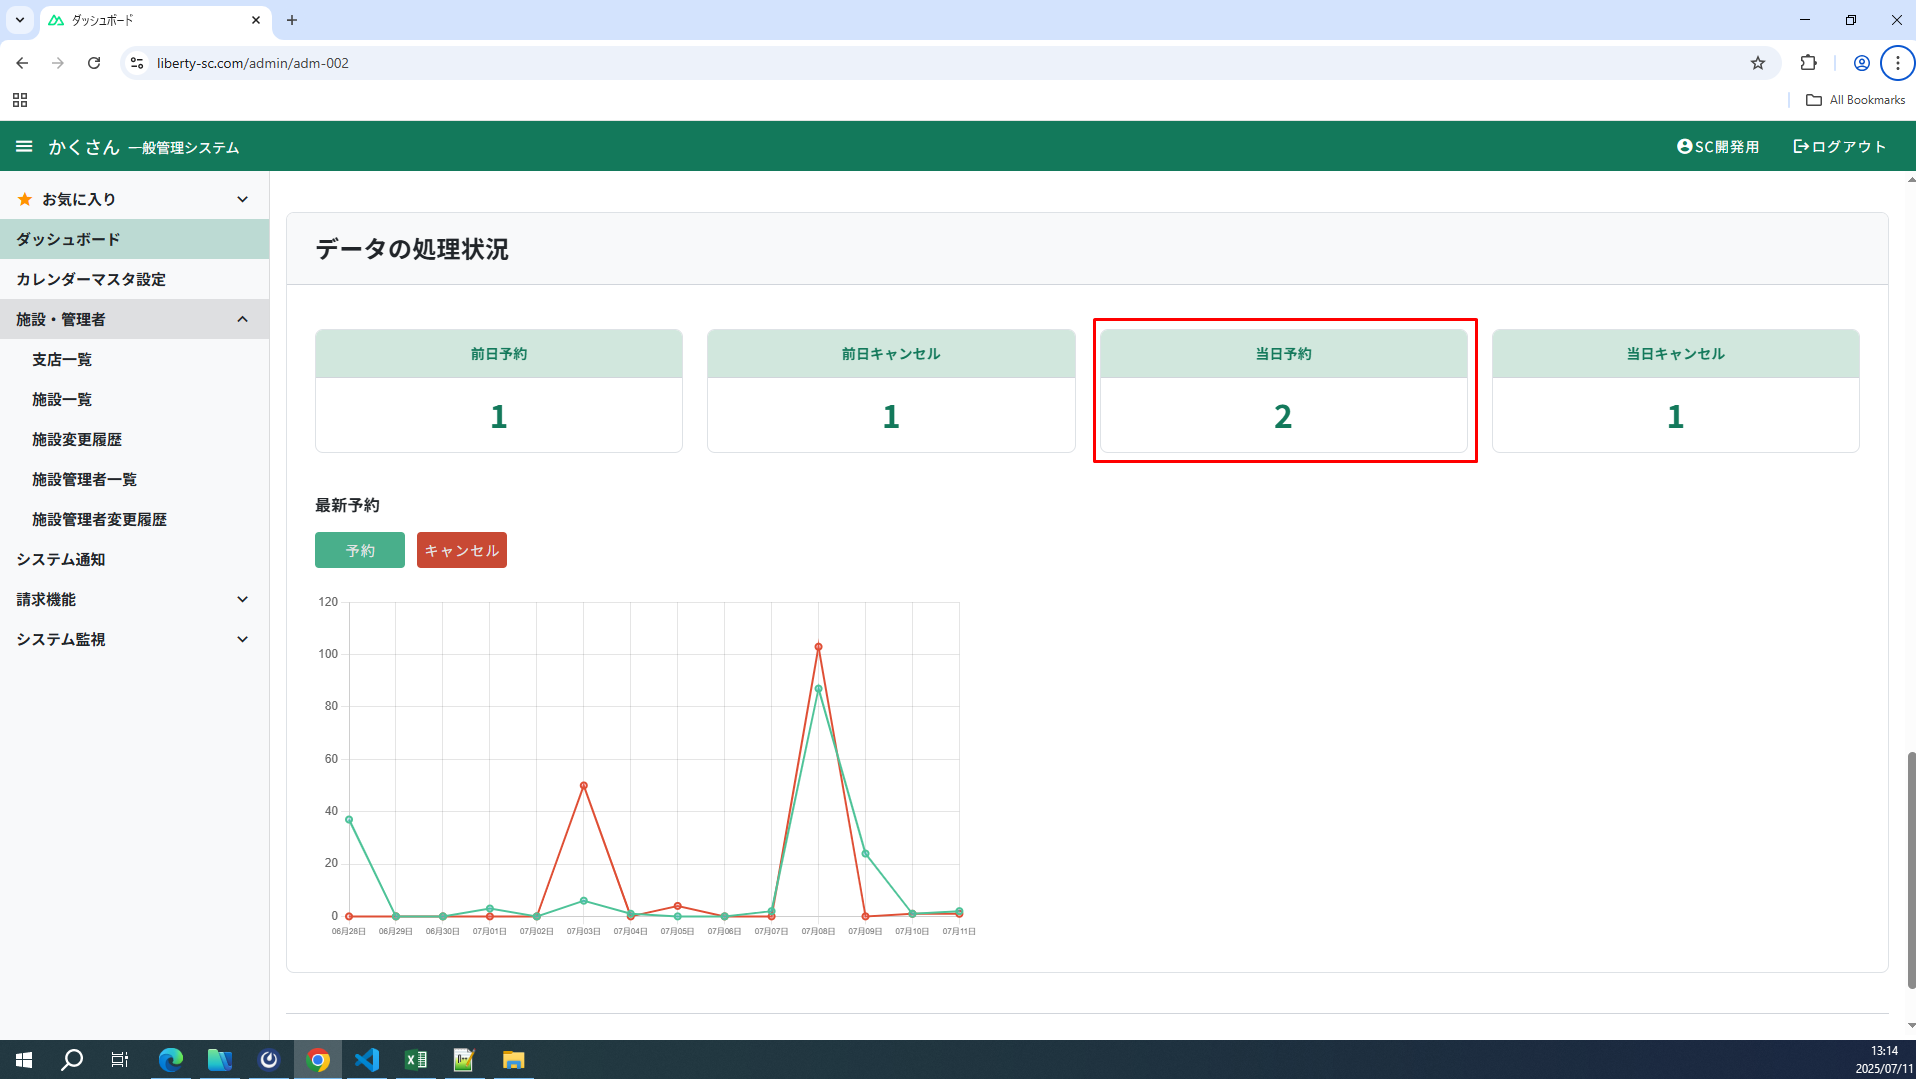 ダッシュボード
liberty-sc.com/admin/adm-002
All Bookmarks
かくさん 一般管理システム
SC開発用
ログアウト
お気に入り
ダッシュボード
カレンダーマスタ設定
施設・管理者
支店一覧
施設一覧
施設変更履歴
施設管理者一覧
施設管理者変更履歴
システム通知
請求機能
システム監視
データの処理状況
前日予約
1
前日キャンセル
1
当日予約
2
当日キャンセル
1
最新予約
予約
キャンセル
120
100
80
60
40
20
0
06月28日 06月29日 06月30日 07月01日 07月02日 07月03日 07月04日 07月05日 07月06日 07月07日 07月08日 07月09日 07月10日 07月11日
13:14
2025/07/11